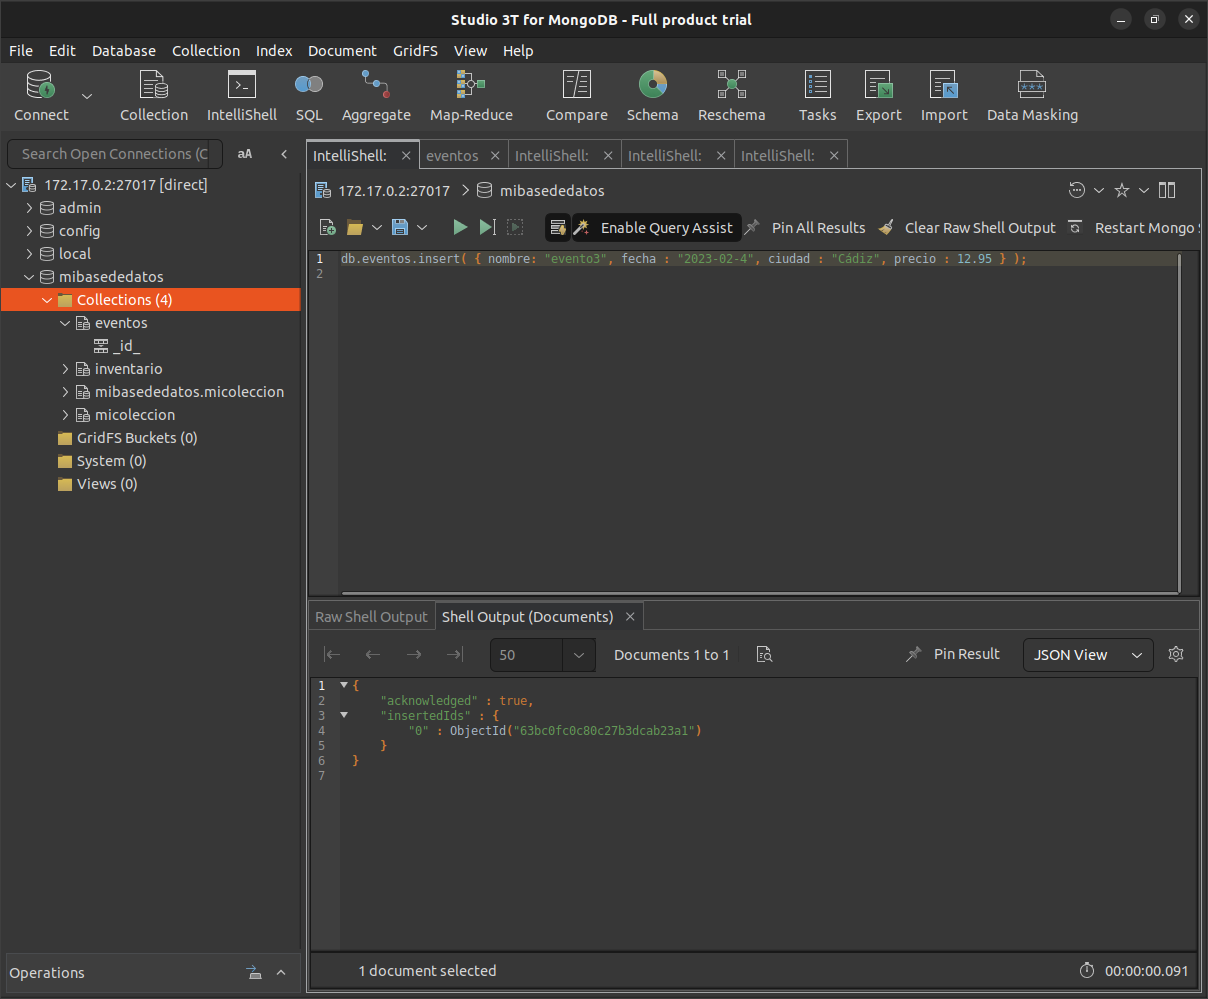 Studio 3T for MongoDB - Full product trial
File Edit Database Collection Index Document GridFS View Help
Connect Collection IntelliShell SQL Aggregate Map-Reduce Compare Schema Reschema Tasks Export Import Data Masking
Search Open Connections (C aA
172.17.0.2:27017 [direct]
admin
config
local
mibasededatos
Collections (4)
eventos
_id_
inventario
mibasededatos.micoleccion
micoleccion
GridFS Buckets (0)
System (0)
Views (0)
Operations
IntelliShell: eventos IntelliShell: IntelliShell: IntelliShell:
172.17.0.2:27017 mibasededatos
Enable Query Assist Pin All Results Clear Raw Shell Output Restart Mongo
1 db.eventos.insert( { nombre: "evento3", fecha : "2023-02-4", ciudad : "Cádiz", precio : 12.95 } );
2
Raw Shell Output Shell Output (Documents)
50 Documents 1 to 1 Pin Result JSON View
1 {
2 "acknowledged" : true,
3 "insertedIds" : {
4 "0" : ObjectId("63bc0fc0c80c27b3dcab23a1")
5 }
6 }
7
1 document selected 00:00:00.091